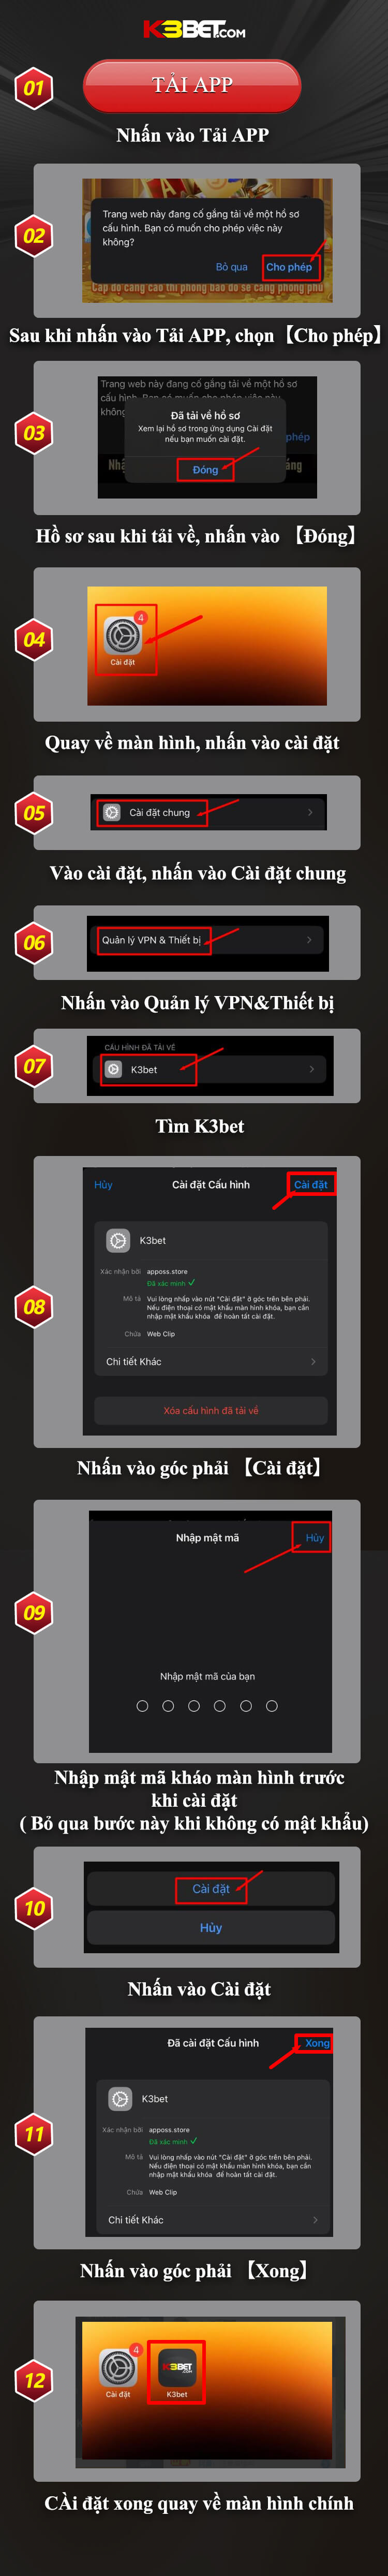 K3BET.COM
01
TẢI APP
Nhấn vào Tải APP
02
Trang web này đang cố gắng tải về một hồ sơ
cấu hình. Bạn có muốn cho phép việc này
không?
Bỏ qua
Cho phép
Sau khi nhấn vào Tải APP, chọn【Cho phép】
03
Trang web này đang cố gắng tải về một hồ sơ
Đã tải về hồ sơ
Xem lại hồ sơ trong ứng dụng Cài đặt
nếu bạn muốn cài đặt.
phép
Đóng
Hồ sơ sau khi tải về, nhấn vào 【Đóng】
04
4
Cài đặt
Quay về màn hình, nhấn vào cài đặt
05
Cài đặt chung
Vào cài đặt, nhấn vào Cài đặt chung
06
Quản lý VPN & Thiết bị
Nhấn vào Quản lý VPN&Thiết bị
07
CẤU HÌNH ĐÃ TẢI VỀ
K3bet
Tìm K3bet
08
Hủy
Cài đặt Cấu hình
Cài đặt
K3bet
Xác nhận bởi apposs.store
Đã xác minh ✓
Mô tả Vui lòng nhấp vào nút "Cài đặt" ở góc trên bên phải.
Nếu điện thoại có mật khẩu màn hình khóa, bạn cần
nhập mật khẩu khóa để hoàn tất cài đặt.
Chứa Web Clip
Chi tiết Khác
Xóa cấu hình đã tải về
Nhấn vào góc phải 【Cài đặt】
09
Nhập mật mã
Hủy
Nhập mật mã của bạn
Nhập mật mã kháo màn hình trước
khi cài đặt
( Bỏ qua bước này khi không có mật khẩu)
10
Cài đặt
Hủy
Nhấn vào Cài đặt
11
Đã cài đặt Cấu hình
Xong
K3bet
Xác nhận bởi apposs.store
Đã xác minh ✓
Mô tả Vui lòng nhấp vào nút "Cài đặt" ở góc trên bên phải.
Nếu điện thoại có mật khẩu màn hình khóa, bạn cần
nhập mật khẩu khóa để hoàn tất cài đặt.
Chứa Web Clip
Chi tiết Khác
Nhấn vào góc phải 【Xong】
12
4
K3BET.COM
Cài đặt
K3bet
CÀi đặt xong quay về màn hình chính